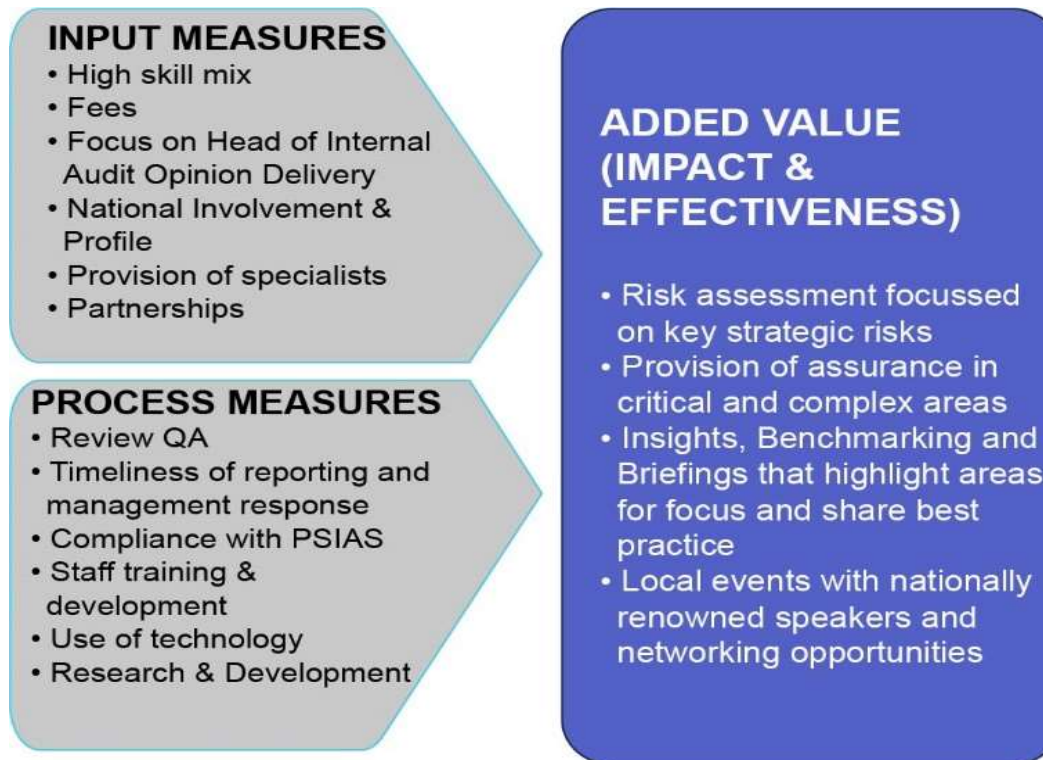 INPUT MEASURES
• High skill mix
• Fees
• Focus on Head of Internal
Audit Opinion Delivery
• National Involvement &
Profile
• Provision of specialists
• Partnerships
PROCESS MEASURES
• Review QA
• Timeliness of reporting and
management response
• Compliance with PSIAS
• Staff training &
development
• Use of technology
• Research & Development
ADDED VALUE
(IMPACT &
EFFECTIVENESS)
• Risk assessment focussed
on key strategic risks
• Provision of assurance in
critical and complex areas
• Insights, Benchmarking and
Briefings that highlight areas
for focus and share best
practice
• Local events with nationally
renowned speakers and
networking opportunities